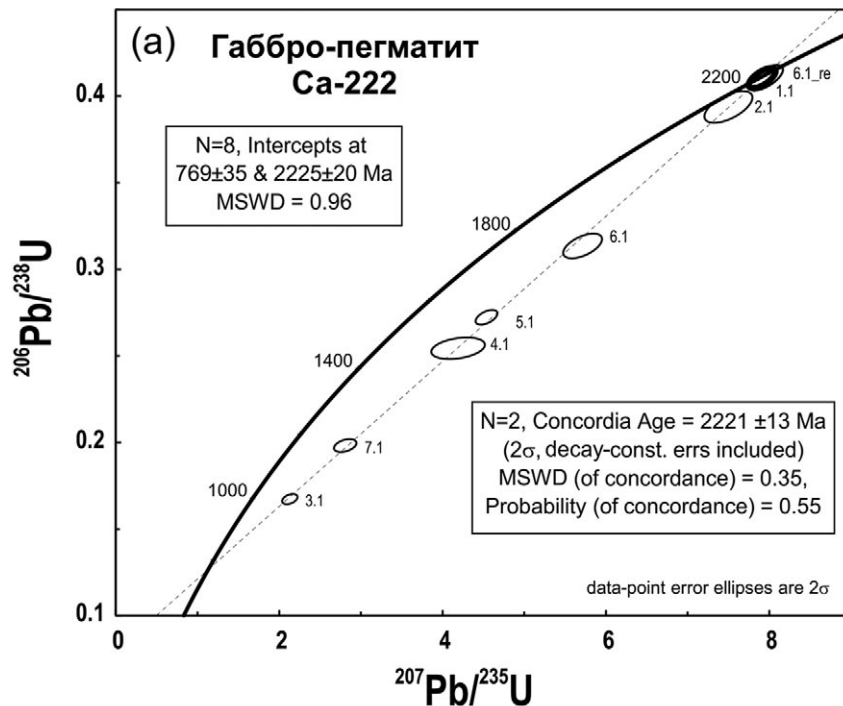 (a) Габбро-пегматит
Ca-222
N=8, Intercepts at
769±35 & 2225±20 Ma
MSWD = 0.96
2200
6.1_re
1.1
2.1
1800
6.1
5.1
4.1
1400
7.1
1000
3.1
N=2, Concordia Age = 2221 ±13 Ma
(2σ, decay-const. errs included)
MSWD (of concordance) = 0.35,
Probability (of concordance) = 0.55
data-point error ellipses are 2σ
0.4
0.3
0.2
0.1
²⁰⁶Pb/²³⁸U
0 2 4 6 8
²⁰⁷Pb/²³⁵U